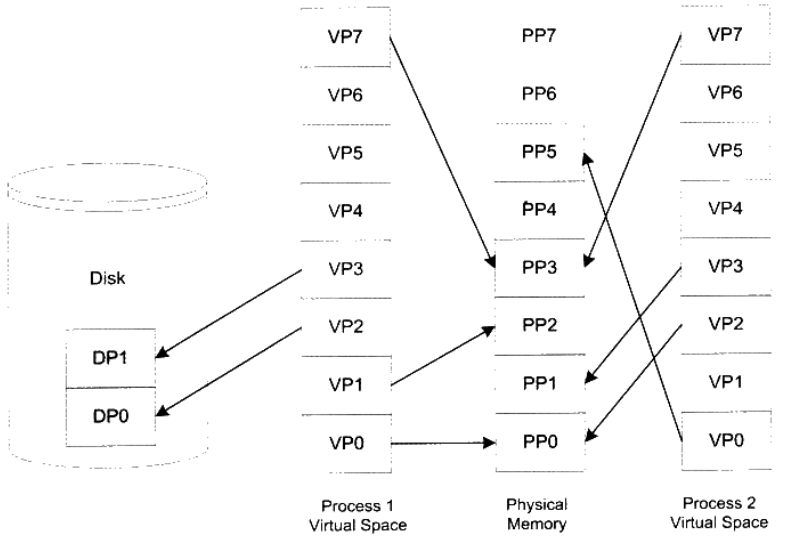 VP7 PP7 VP7
VP6 PP6 VP6
VP5 PP5 VP5
VP4 PP4 VP4
Disk VP3 PP3 VP3
DP1 VP2 PP2 VP2
DP0 VP1 PP1 VP1
VP0 PP0 VP0
Process 1
Virtual Space
Physical
Memory
Process 2
Virtual Space